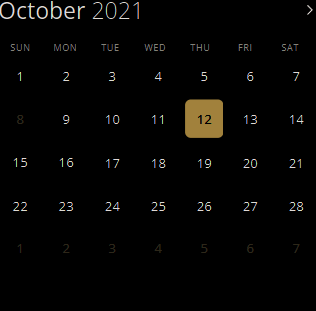 October 2021 >
SUN MON TUE WED THU FRI SAT
1 2 3 4 5 6 7
8 9 10 11 12 13 14
15 16 17 18 19 20 21
22 23 24 25 26 27 28
1 2 3 4 5 6 7